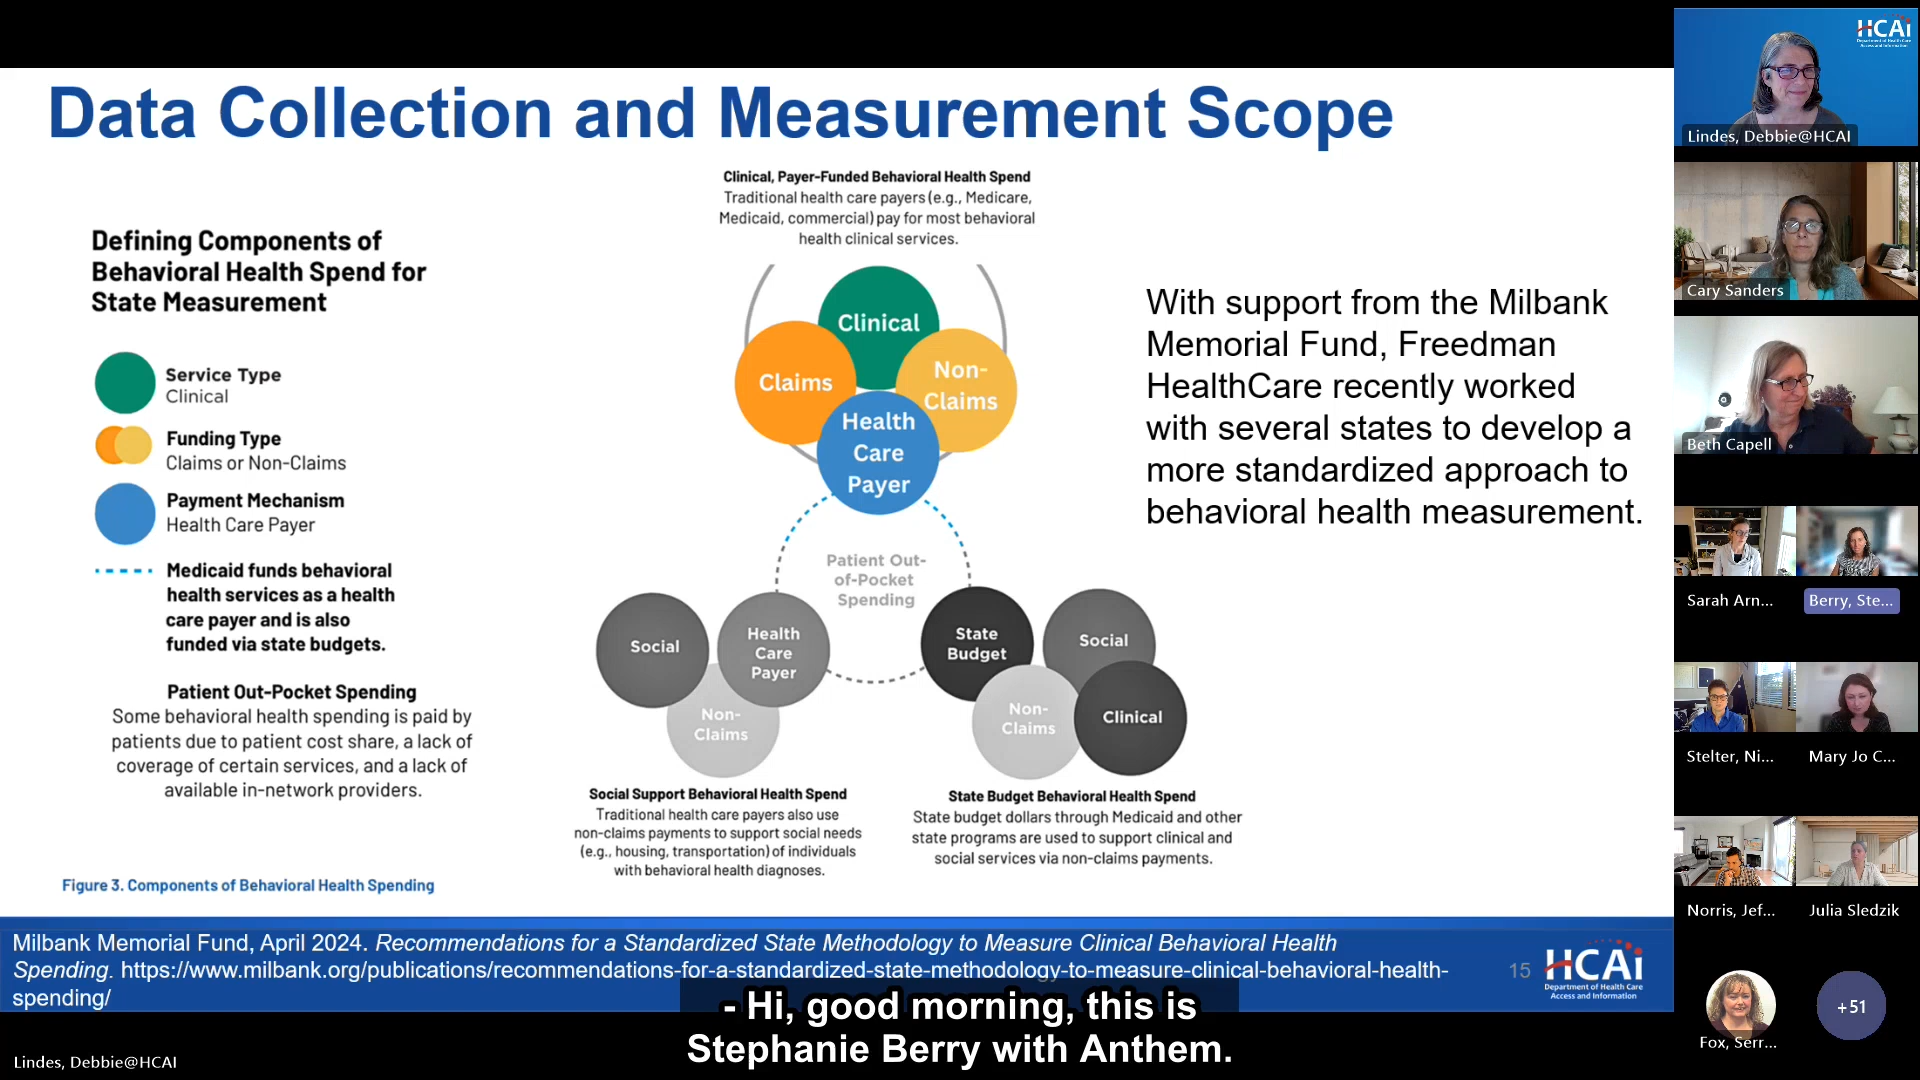 Data Collection and Measurement Scope
Defining Components of
Behavioral Health Spend for
State Measurement
Service Type
Clinical
Funding Type
Claims or Non-Claims
Payment Mechanism
Health Care Payer
Medicaid funds behavioral
health services as a health
care payer and is also
funded via state budgets.
Patient Out-Pocket Spending
Some behavioral health spending is paid by
patients due to patient cost share, a lack of
coverage of certain services, and a lack of
available in-network providers.
Figure 3. Components of Behavioral Health Spending
Clinical, Payer-Funded Behavioral Health Spend
Traditional health care payers (e.g., Medicare,
Medicaid, commercial) pay for most behavioral
health clinical services.
Clinical
Claims
Non-
Claims
Health
Care
Payer
Patient Out-
of-Pocket
Spending
Social
Health
Care
Payer
Non-
Claims
State
Budget
Social
Non-
Claims
Clinical
Social Support Behavioral Health Spend
Traditional health care payers also use
non-claims payments to support social needs
(e.g., housing, transportation) of individuals
with behavioral health diagnoses.
State Budget Behavioral Health Spend
State budget dollars through Medicaid and other
state programs are used to support clinical and
social services via non-claims payments.
With support from the Milbank
Memorial Fund, Freedman
HealthCare recently worked
with several states to develop a
more standardized approach to
behavioral health measurement.
Milbank Memorial Fund, April 2024. Recommendations for a Standardized State Methodology to Measure Clinical Behavioral Health
Spending. https://www.milbank.org/publications/recommendations-for-a-standardized-state-methodology-to-measure-clinical-behavioral-health-
spending/
15
HCAi
Department of Health Care
Access and Information
- Hi, good morning, this is
Stephanie Berry with Anthem.
Lindes, Debbie@HCAI
HCAi
Department of Health Care
Access and Information
Lindes, Debbie@HCAI
Cary Sanders
Beth Capell
Sarah Arn...
Berry, Ste...
Stelter, Ni...
Mary Jo C...
Norris, Jef...
Julia Sledzik
Fox, Serr...
+51